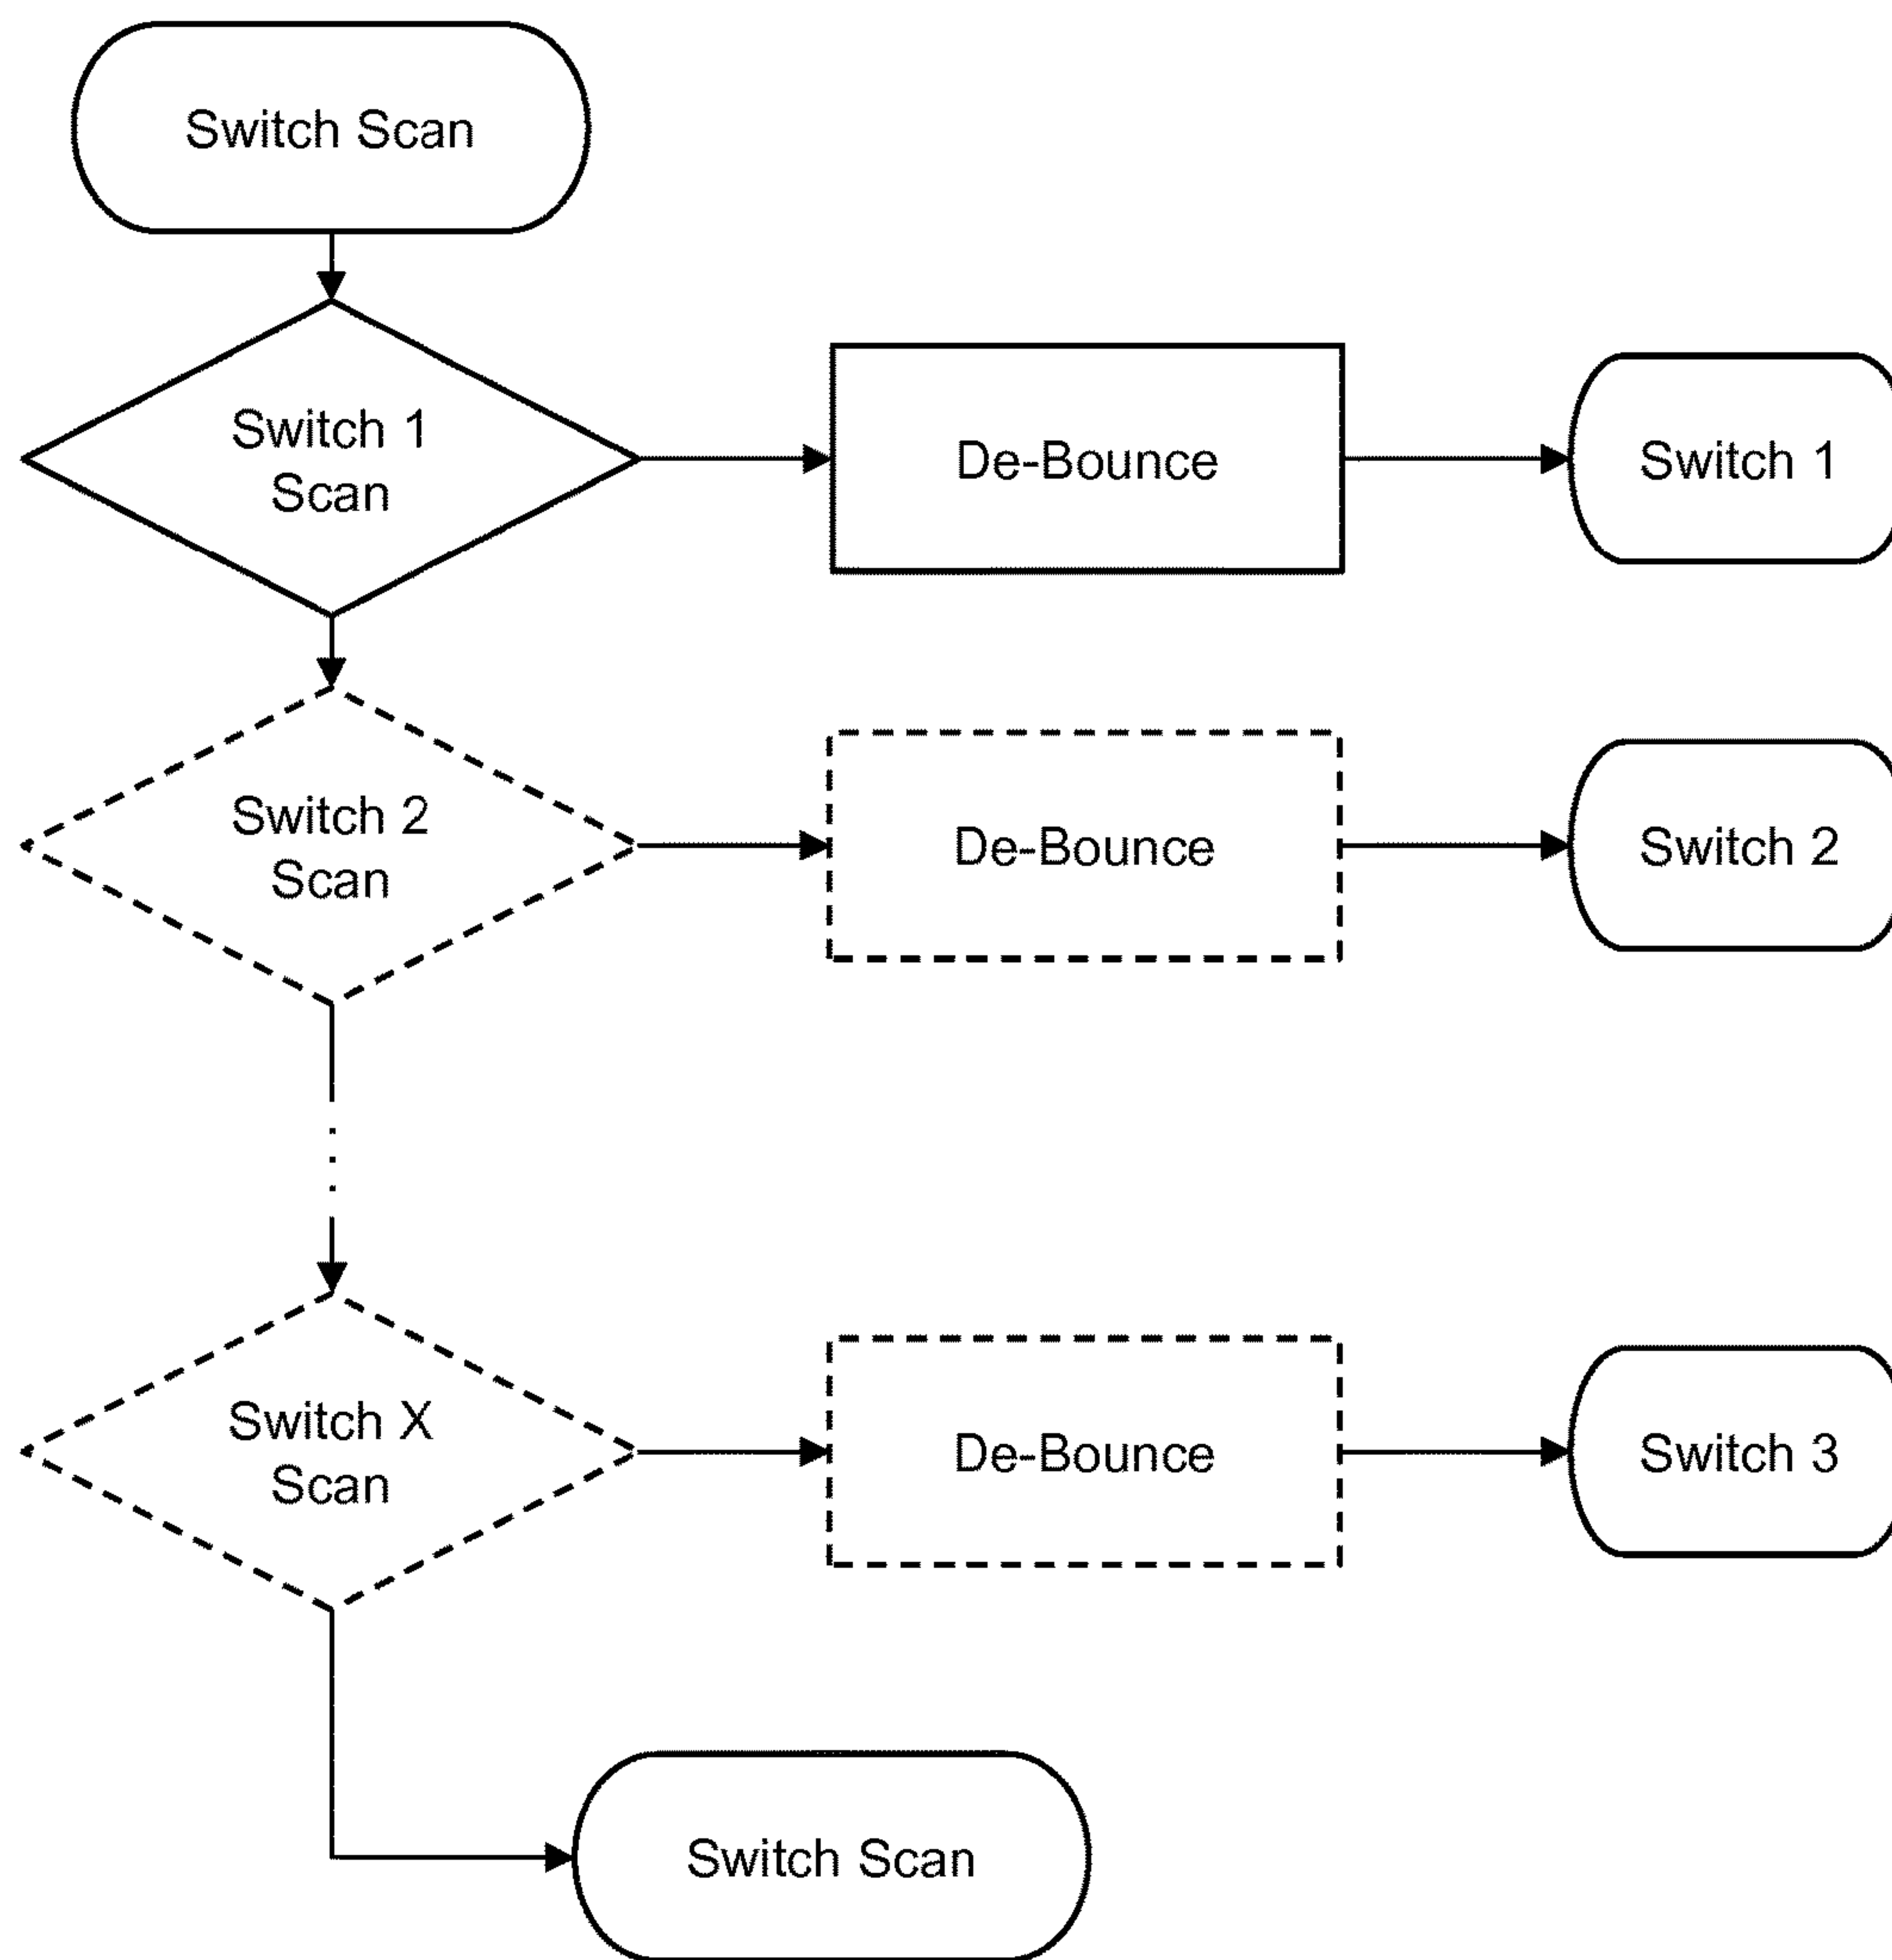 Switch Scan
Switch 1
Scan
De-Bounce
Switch 1
Switch 2
Scan
De-Bounce
Switch 2
Switch X
Scan
De-Bounce
Switch 3
Switch Scan